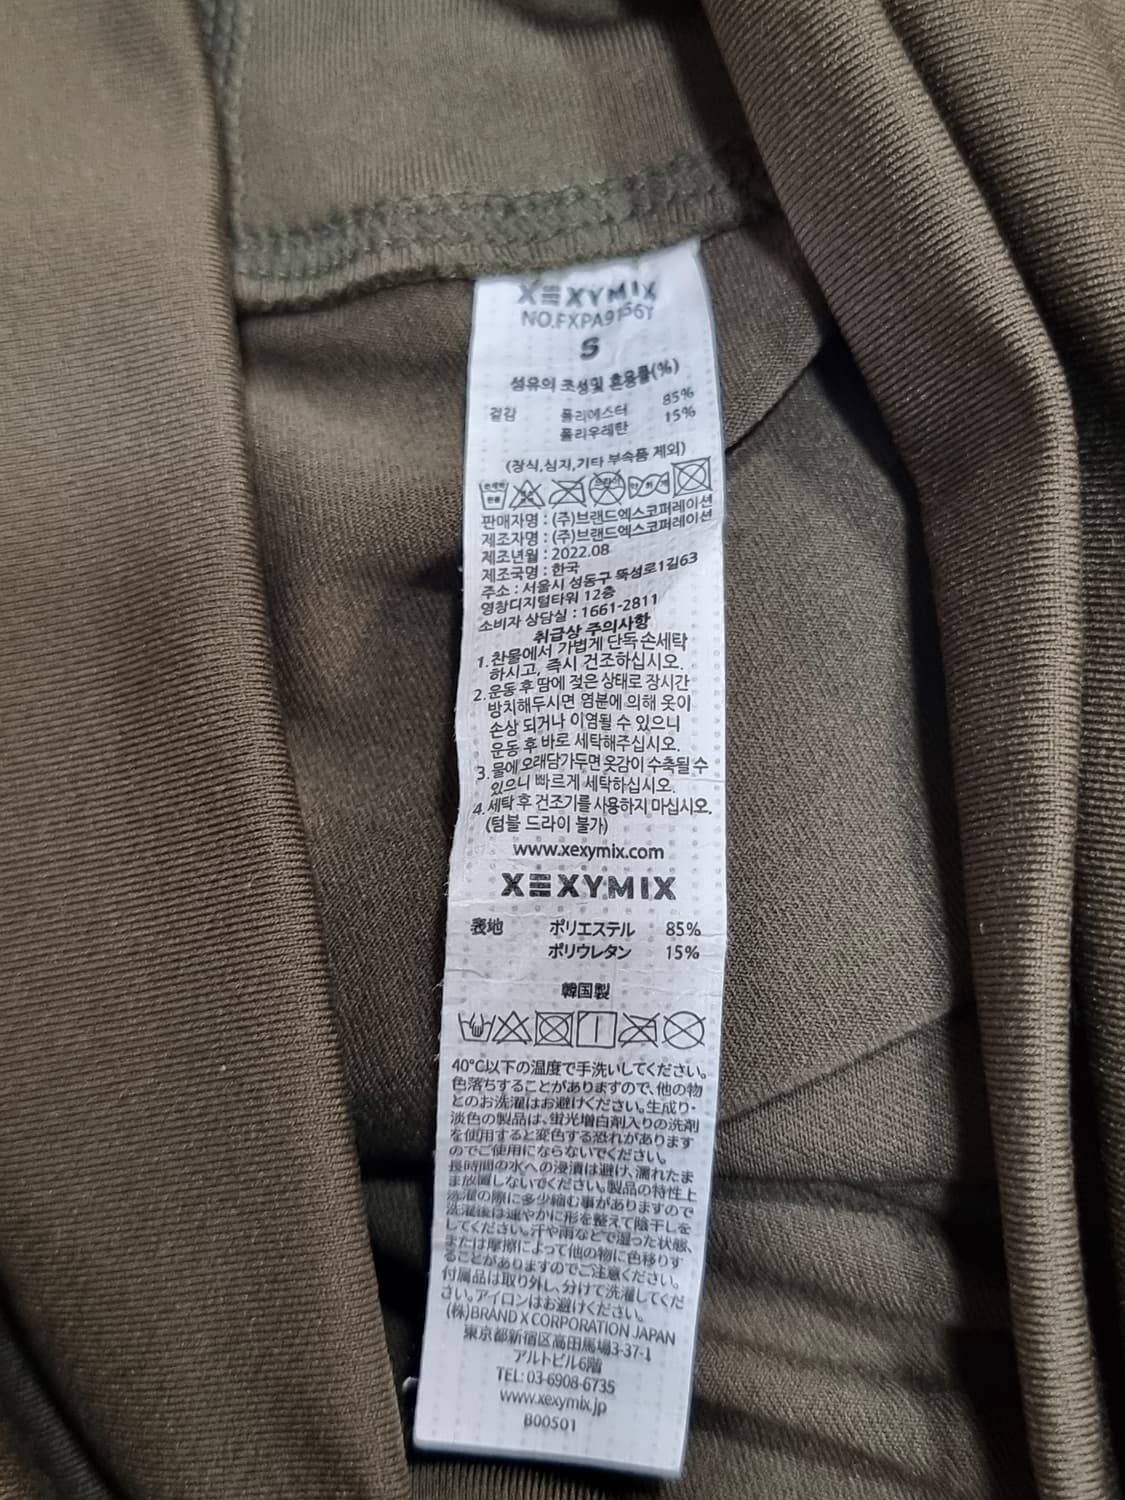 XEXYMIX
NO.FXPA9156Y
S
섬유의 조성및 혼용률(%)
겉감 폴리에스터 85%
폴리우레탄 15%
(장식,심지,기타 부속품 제외)
판매자명 : (주)브랜드엑스코퍼레이션
제조자명 : (주)브랜드엑스코퍼레이션
제조년월 : 2022.08
제조국명 : 한국
주소 : 서울시 성동구 뚝섬로1길63
영창디지털타워 12층
소비자 상담실 : 1661-2811
취급상 주의사항
1. 찬물에서 가볍게 단독 손세탁
하시고, 즉시 건조하십시오.
2. 운동 후 땀에 젖은 상태로 장시간
방치해두시면 염분에 의해 옷이
손상 되거나 이염될 수 있으니
운동 후 바로 세탁해주십시오.
3. 물에 오래담가두면 옷감이 수축될 수
있으니 빠르게 세탁하십시오.
4. 세탁 후 건조기를 사용하지 마십시오.
(텀블 드라이 불가)
www.xexymix.com
XEXYMIX
表地 ポリエステル 85%
ポリウレタン 15%
韓国製
40°C以下の温度で手洗いしてください。
色落ちすることがありますので、他の物
とのお洗濯はお避けください。生成り・
淡色の製品は、蛍光増白剤入りの洗剤
を使用すると変色する恐れがあります
のでご使用にならないでください。
長時間の水への浸漬は避け、濡れたま
ま放置しないでください。製品の特性上
洗濯の際に多少縮む事がありますので
洗濯後は速やかに形を整えて陰干しを
してください。汗や雨などで湿った状態、
または摩擦によって他の物に色移りす
ることがありますのでご注意ください。
付属品は取り外し、分けて洗濯してくだ
さい。アイロンはお避けください。
(株)BRAND X CORPORATION JAPAN
東京都新宿区高田馬場3-37-1
アルトビル6階
TEL: 03-6908-6735
www.xexymix.jp
B00501